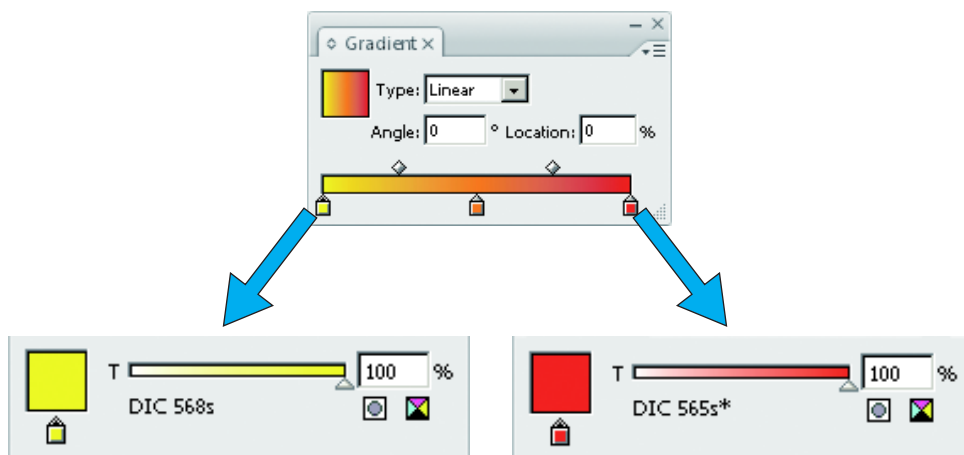 Gradient
Type: Linear
Angle: 0 ° Location: 0 %
T 100 %
DIC 568s
T 100 %
DIC 565s*